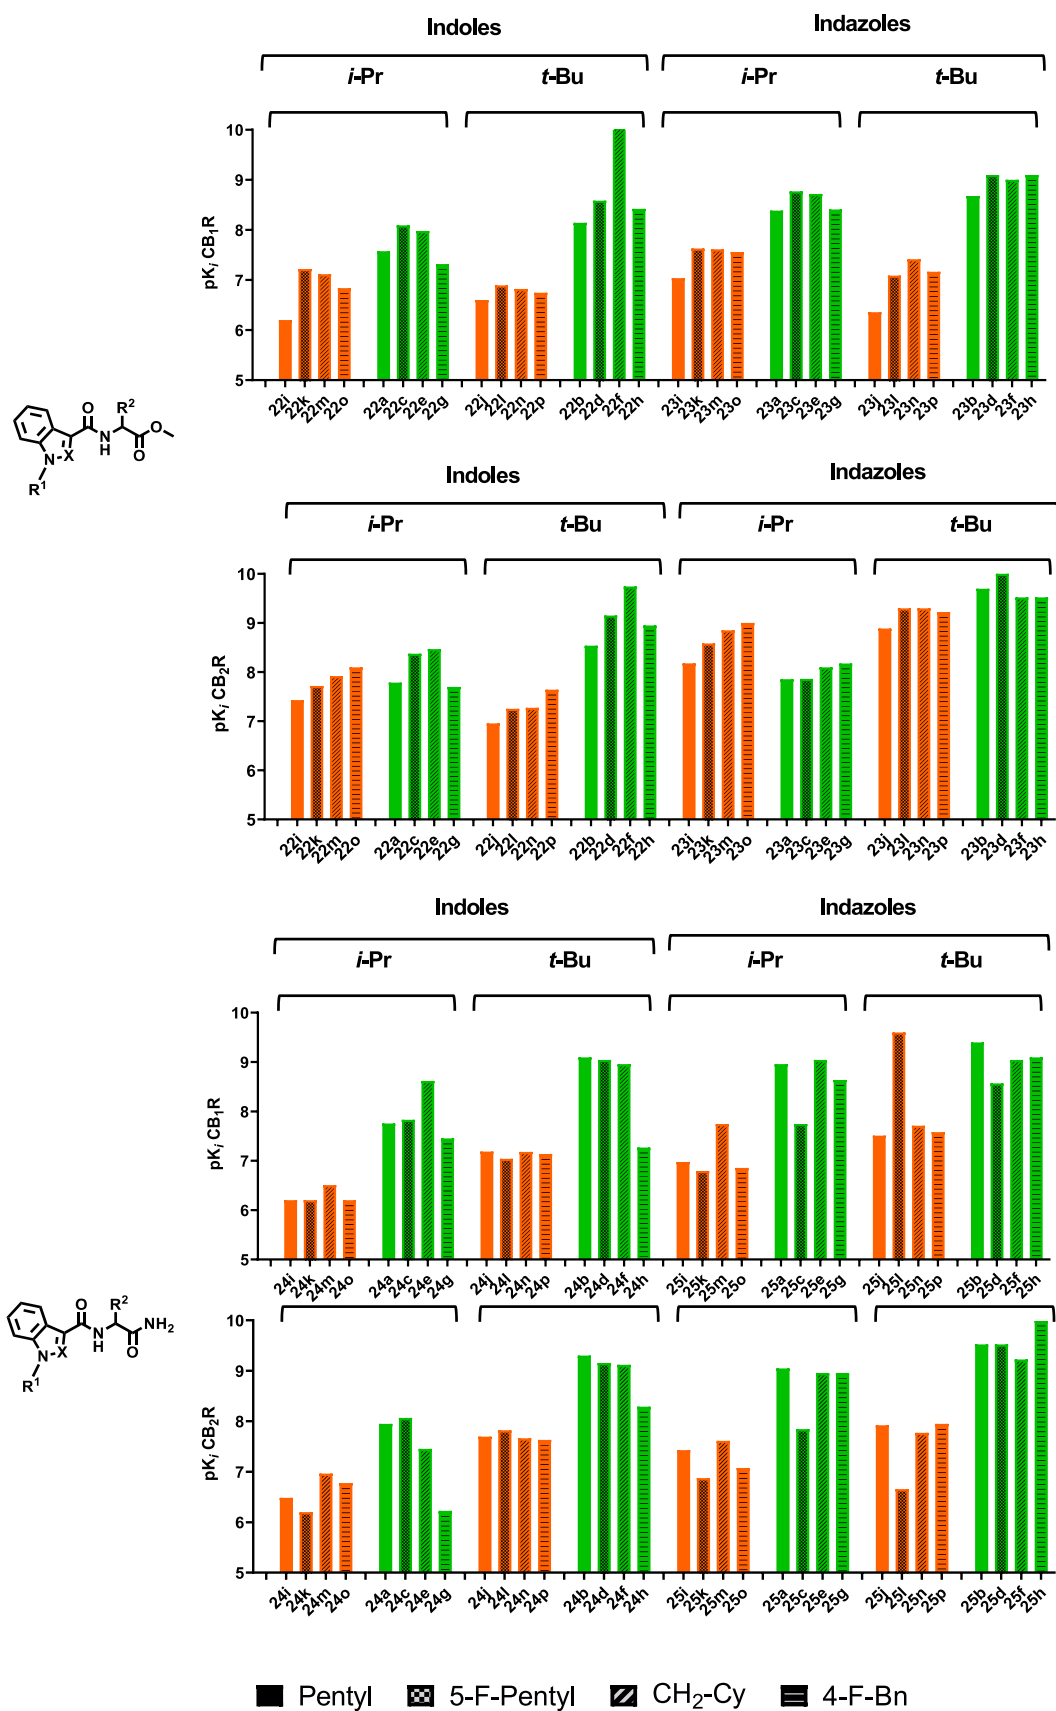 Indoles Indazoles
i-Pr t-Bu i-Pr t-Bu
pKi CB1R
10
9
8
7
6
5
22i 22k 22m 22o 22a 22c 22e 22g 22j 22l 22n 22p 22b 22d 22f 22h 23i 23k 23m 23o 23a 23c 23e 23g 23j 23l 23n 23p 23b 23d 23f 23h
O R² O
N H O
N-X
R¹
Indoles Indazoles
i-Pr t-Bu i-Pr t-Bu
pKi CB2R
10
9
8
7
6
5
22i 22k 22m 22o 22a 22c 22e 22g 22j 22l 22n 22p 22b 22d 22f 22h 23i 23k 23m 23o 23a 23c 23e 23g 23j 23l 23n 23p 23b 23d 23f 23h
Indoles Indazoles
i-Pr t-Bu i-Pr t-Bu
pKi CB1R
10
9
8
7
6
5
24i 24k 24m 24o 24a 24c 24e 24g 24j 24l 24n 24p 24b 24d 24f 24h 25i 25k 25m 25o 25a 25c 25e 25g 25j 25l 25n 25p 25b 25d 25f 25h
O R² NH₂
N H O
N-X
R¹
pKi CB2R
10
9
8
7
6
5
24i 24k 24m 24o 24a 24c 24e 24g 24j 24l 24n 24p 24b 24d 24f 24h 25i 25k 25m 25o 25a 25c 25e 25g 25j 25l 25n 25p 25b 25d 25f 25h
Pentyl 5-F-Pentyl CH₂-Cy 4-F-Bn